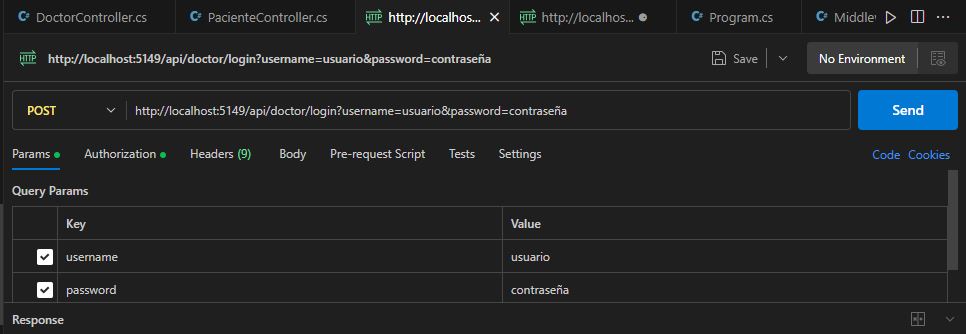 DoctorController.cs PacienteController.cs http://localhos... http://localhos... Program.cs Middlew
http://localhost:5149/api/doctor/login?username=usuario&password=contraseña Save No Environment
POST http://localhost:5149/api/doctor/login?username=usuario&password=contraseña Send
Params Authorization Headers (9) Body Pre-request Script Tests Settings Code Cookies
Query Params
Key Value
username usuario
password contraseña
Response